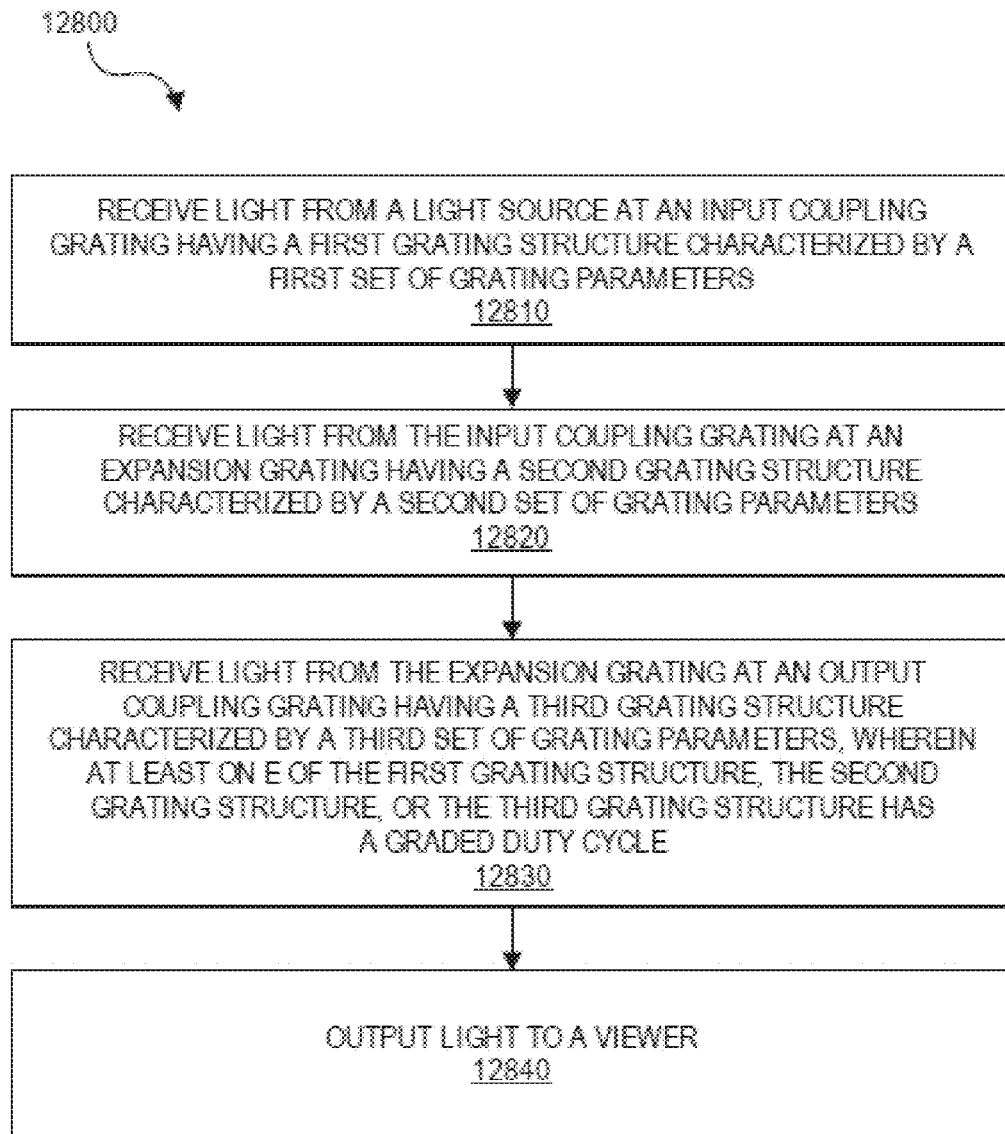 12800
RECEIVE LIGHT FROM A LIGHT SOURCE AT AN INPUT COUPLING
GRATING HAVING A FIRST GRATING STRUCTURE CHARACTERIZED BY A
FIRST SET OF GRATING PARAMETERS
12810
RECEIVE LIGHT FROM THE INPUT COUPLING GRATING AT AN
EXPANSION GRATING HAVING A SECOND GRATING STRUCTURE
CHARACTERIZED BY A SECOND SET OF GRATING PARAMETERS
12820
RECEIVE LIGHT FROM THE EXPANSION GRATING AT AN OUTPUT
COUPLING GRATING HAVING A THIRD GRATING STRUCTURE
CHARACTERIZED BY A THIRD SET OF GRATING PARAMETERS, WHEREIN
AT LEAST ON E OF THE FIRST GRATING STRUCTURE, THE SECOND
GRATING STRUCTURE, OR THE THIRD GRATING STRUCTURE HAS
A GRADED DUTY CYCLE
12830
OUTPUT LIGHT TO A VIEWER
12840